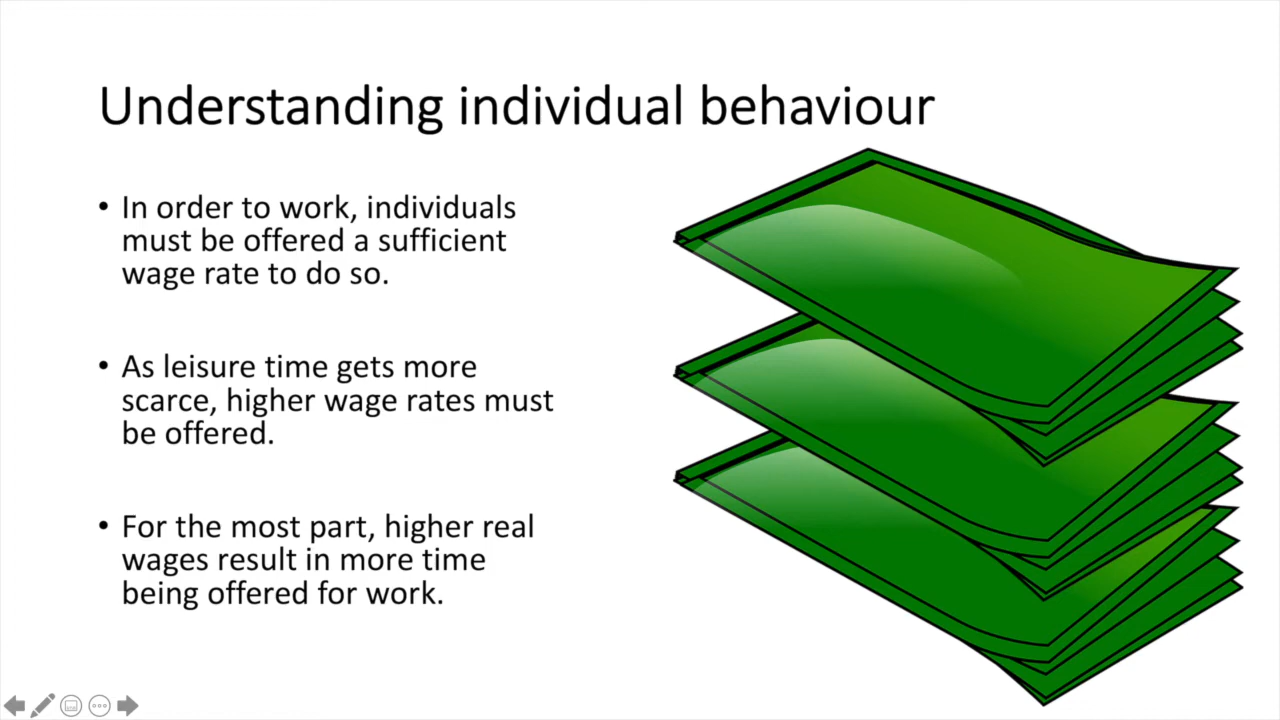 Understanding individual behaviour
• In order to work, individuals
must be offered a sufficient
wage rate to do so.
• As leisure time gets more
scarce, higher wage rates must
be offered.
• For the most part, higher real
wages result in more time
being offered for work.